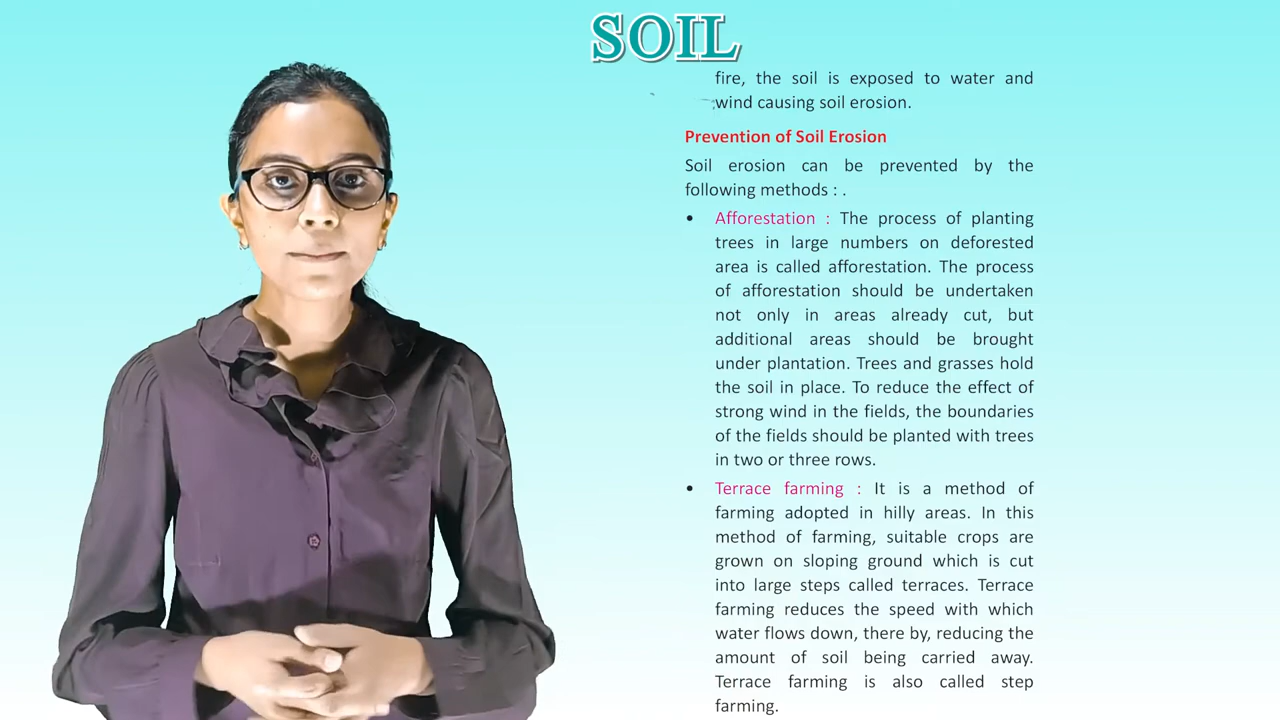 SOIL
fire, the soil is exposed to water and
wind causing soil erosion.
Prevention of Soil Erosion
Soil erosion can be prevented by the
following methods : .
• Afforestation : The process of planting
trees in large numbers on deforested
area is called afforestation. The process
of afforestation should be undertaken
not only in areas already cut, but
additional areas should be brought
under plantation. Trees and grasses hold
the soil in place. To reduce the effect of
strong wind in the fields, the boundaries
of the fields should be planted with trees
in two or three rows.
• Terrace farming : It is a method of
farming adopted in hilly areas. In this
method of farming, suitable crops are
grown on sloping ground which is cut
into large steps called terraces. Terrace
farming reduces the speed with which
water flows down, there by, reducing the
amount of soil being carried away.
Terrace farming is also called step
farming.